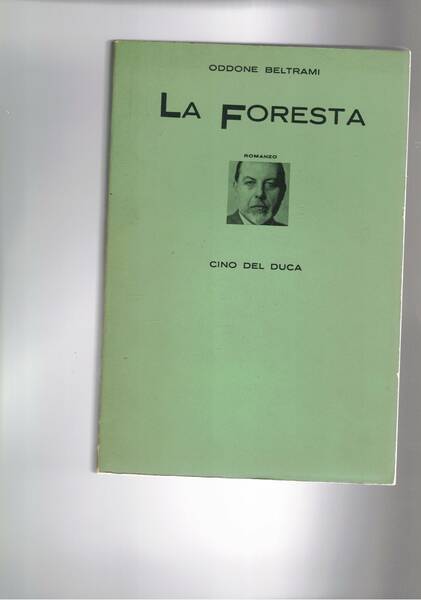 ODDONE BELTRAMI
LA FORESTA
ROMANZO
CINO DEL DUCA